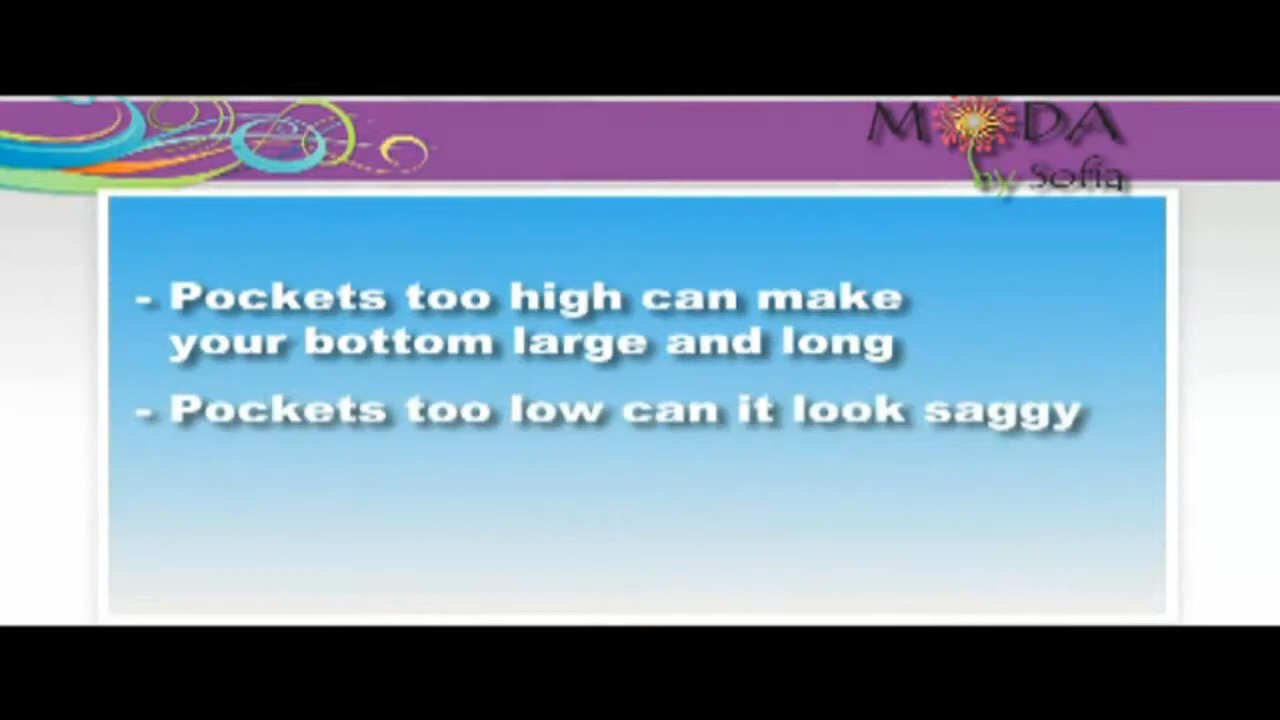 MODA
by Sofia
- Pockets too high can make
your bottom large and long
- Pockets too low can it look saggy